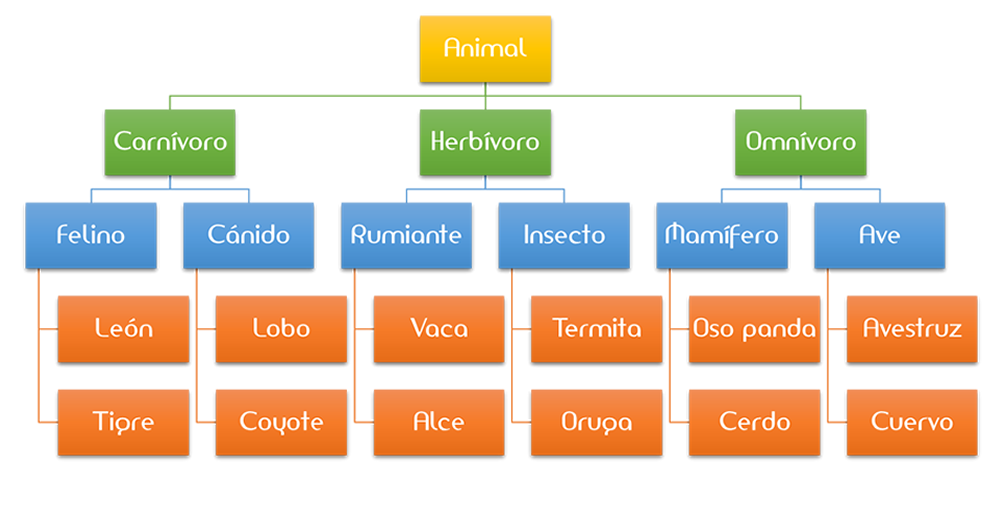 Animal
Carnívoro
Herbívoro
Omnívoro
Felino
Cánido
Rumiante
Insecto
Mamífero
Ave
León
Lobo
Vaca
Termita
Oso panda
Avestruz
Tigre
Coyote
Alce
Oruga
Cerdo
Cuervo